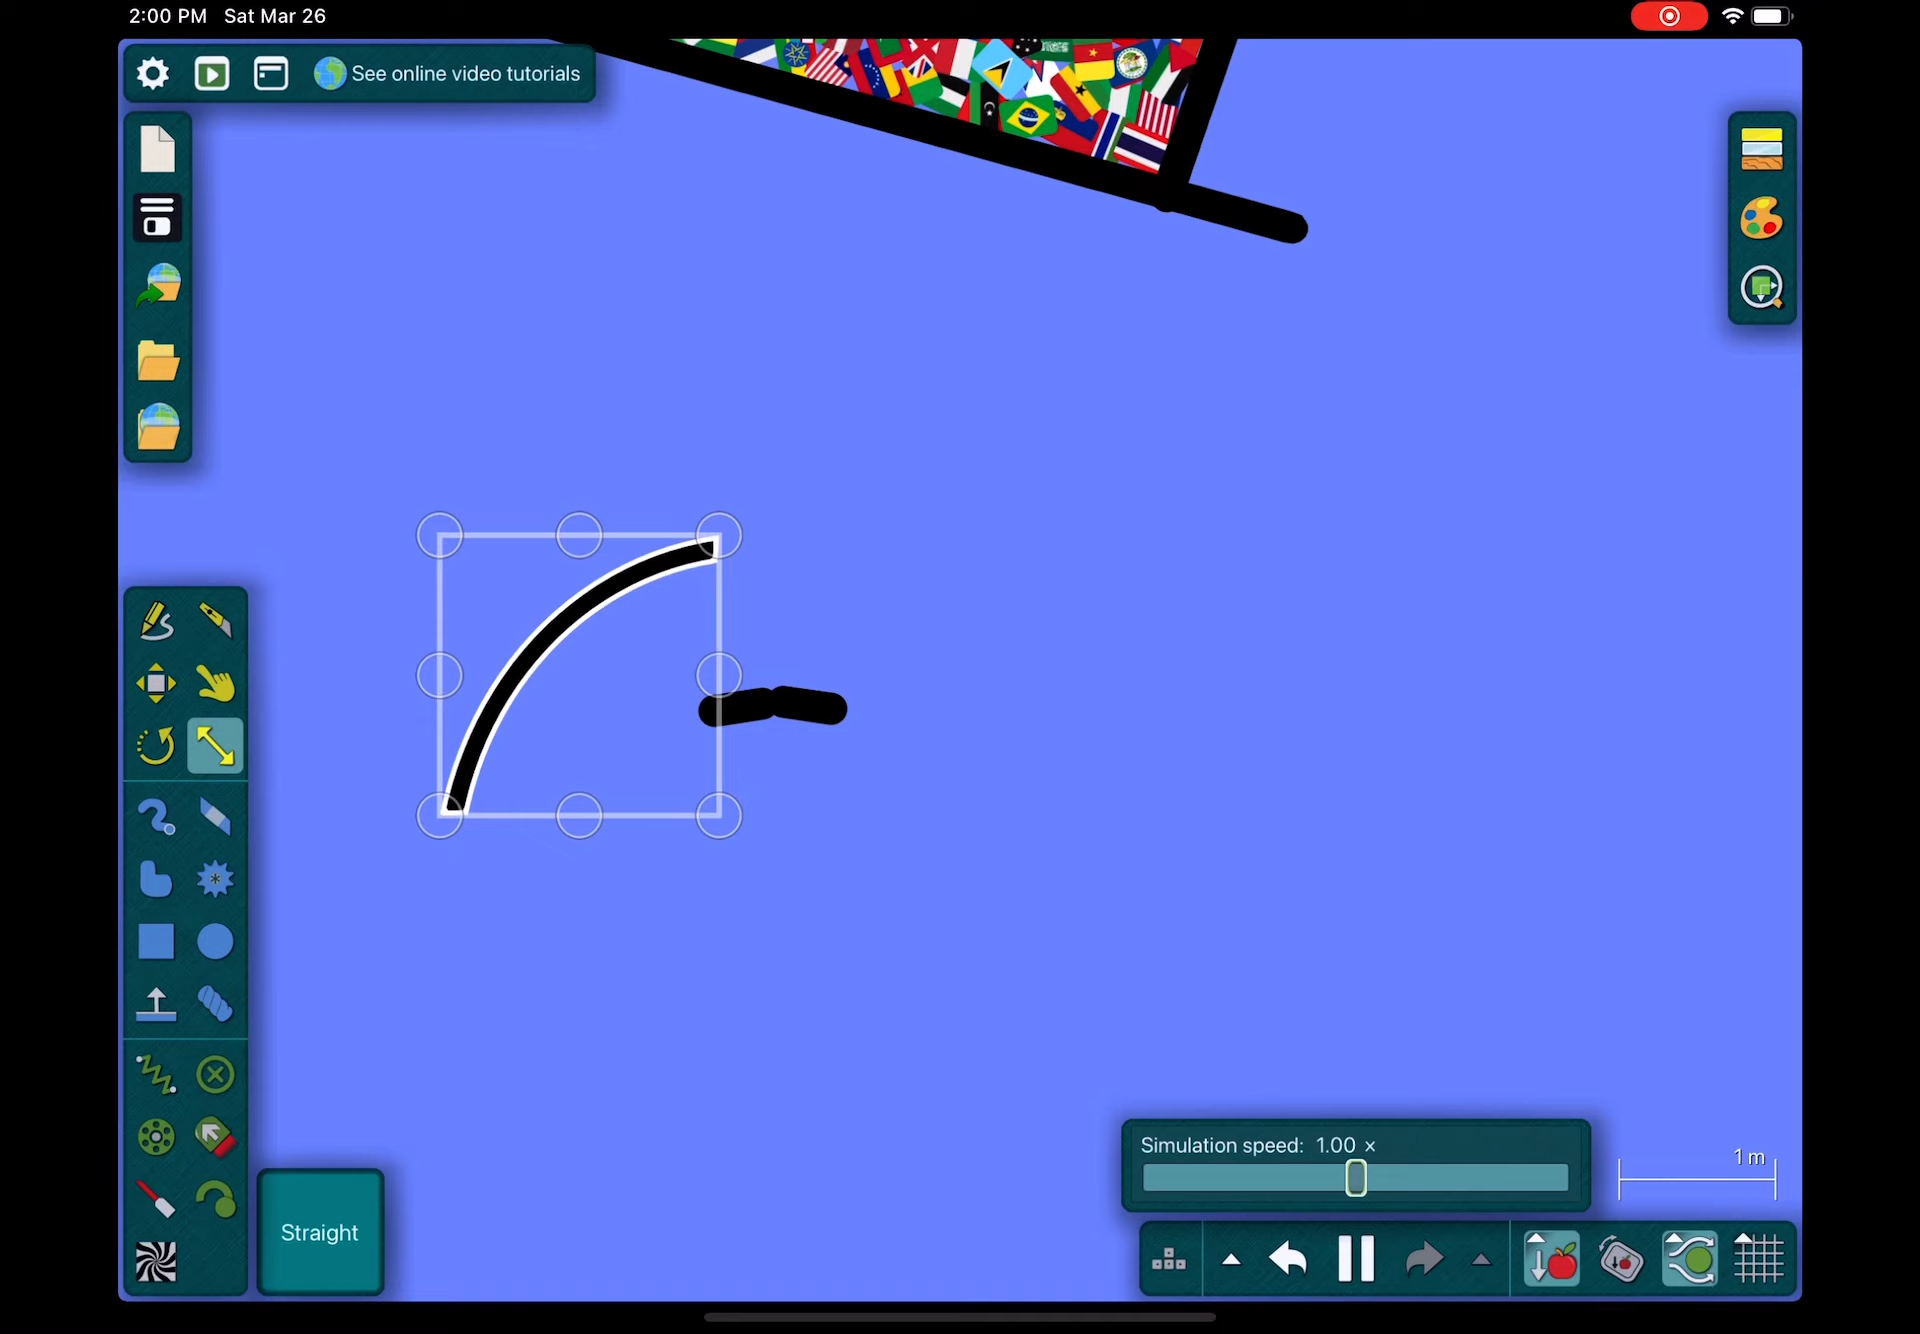 2:00 PM Sat Mar 26
See online video tutorials
Straight
Simulation speed: 1.00 ×
1 m